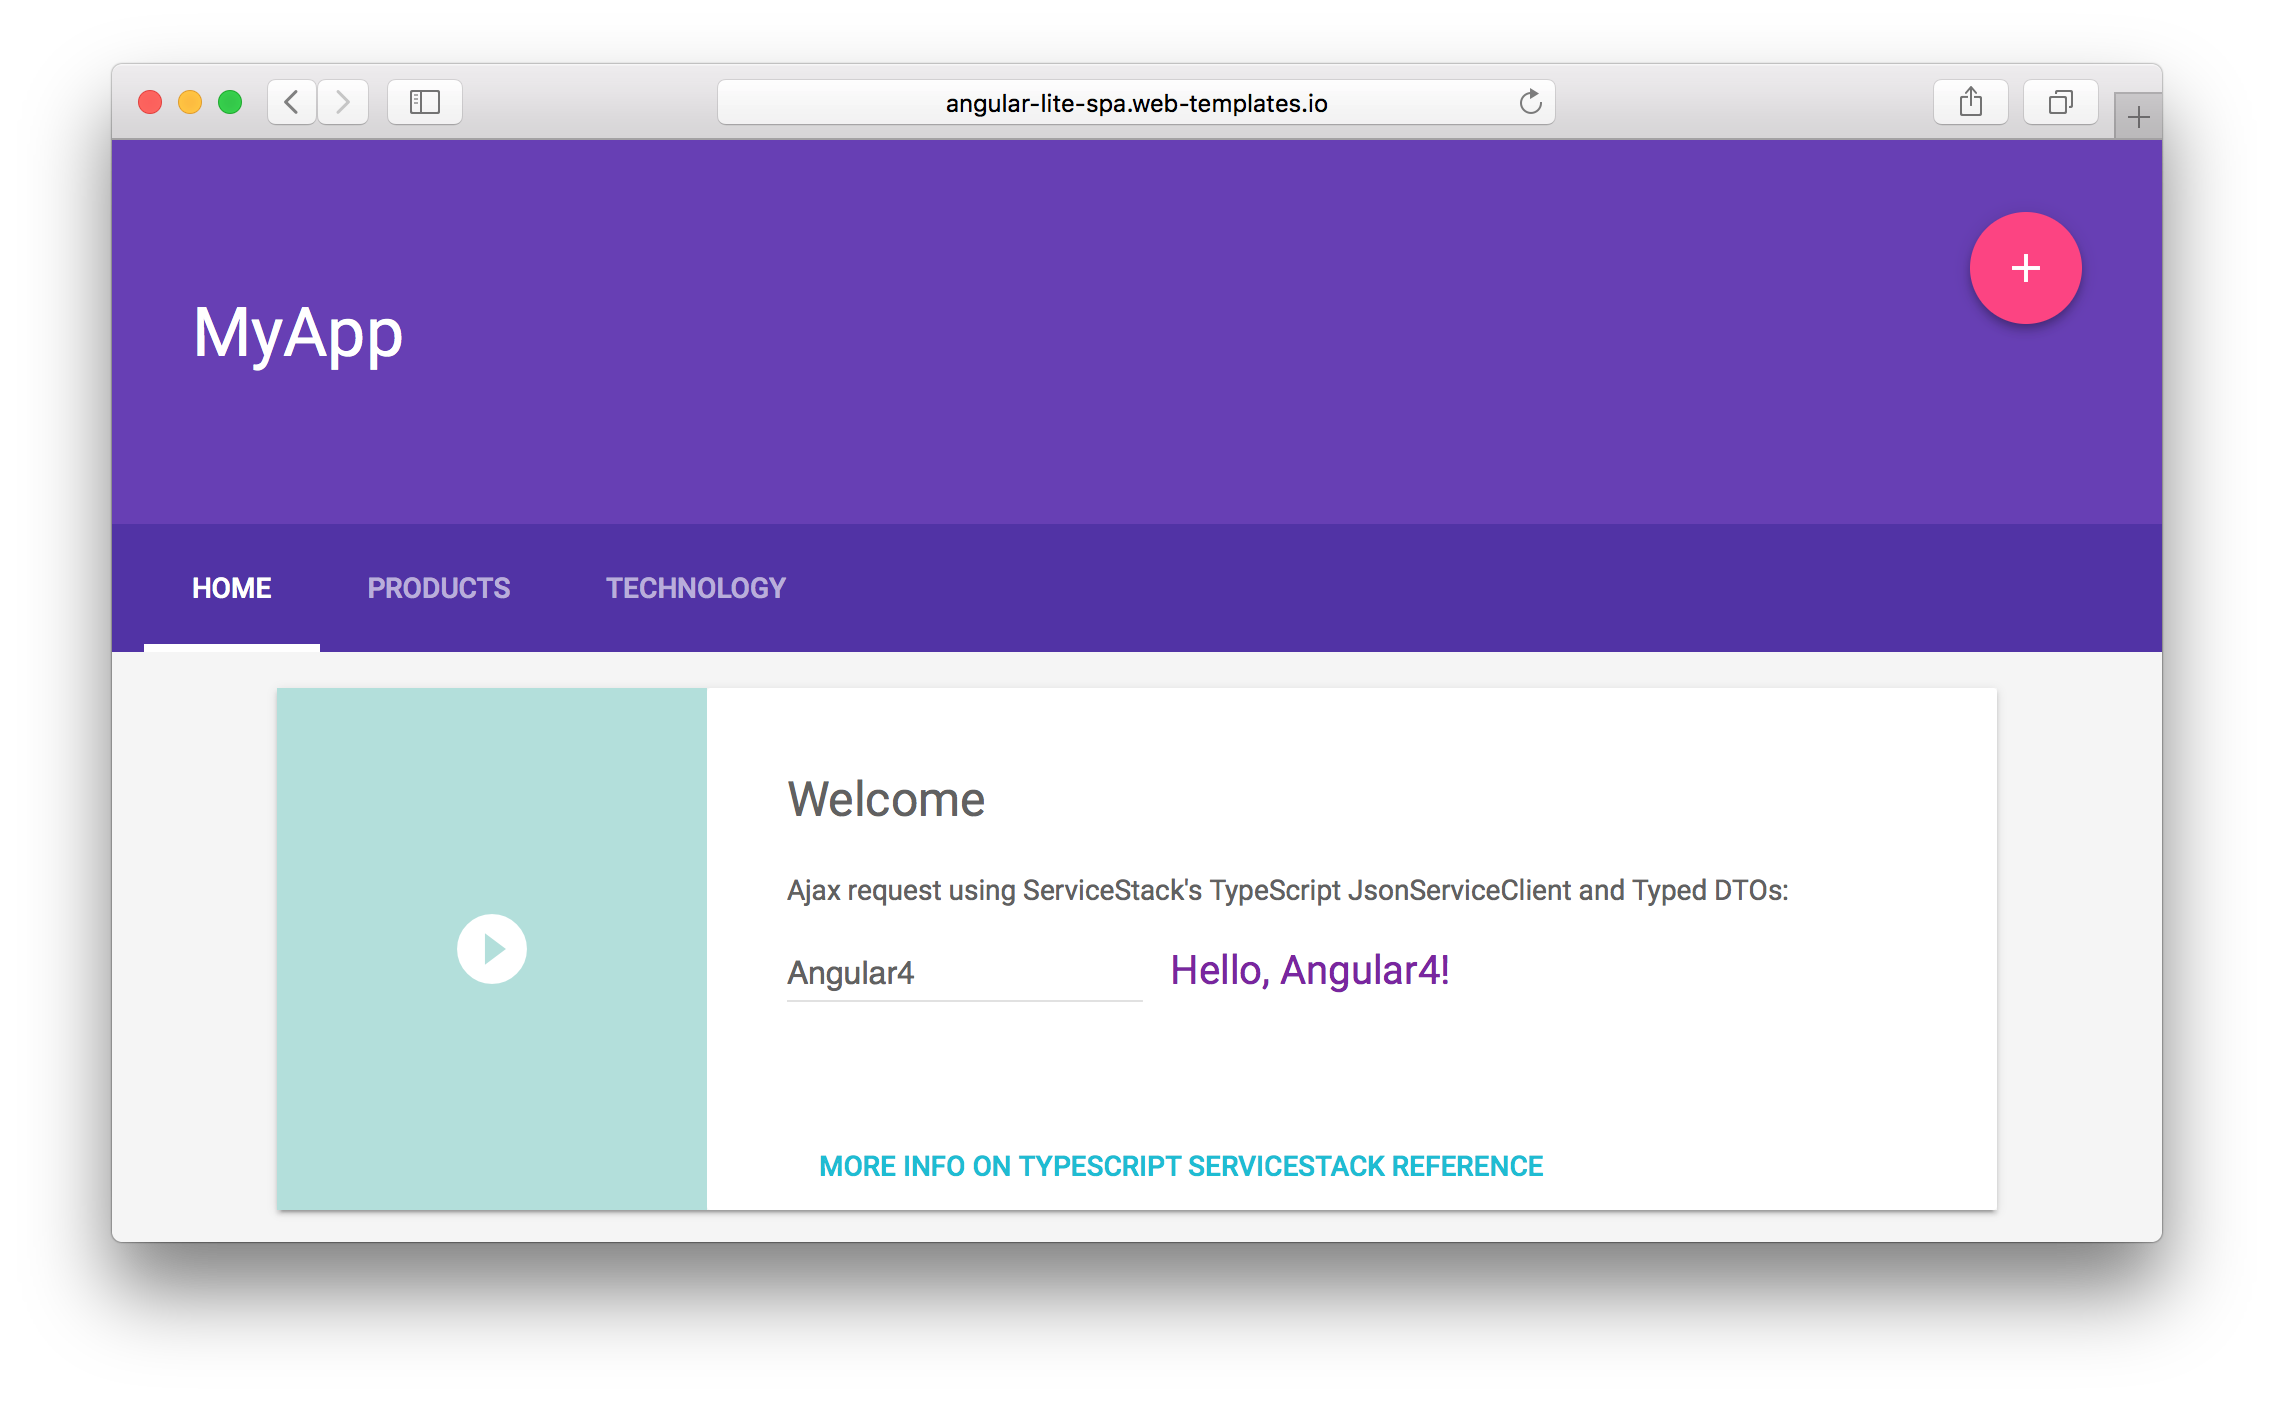 angular-lite-spa.web-templates.io
MyApp
HOME PRODUCTS TECHNOLOGY
Welcome
Ajax request using ServiceStack's TypeScript JsonServiceClient and Typed DTOs:
Angular4 Hello, Angular4!
MORE INFO ON TYPESCRIPT SERVICESTACK REFERENCE